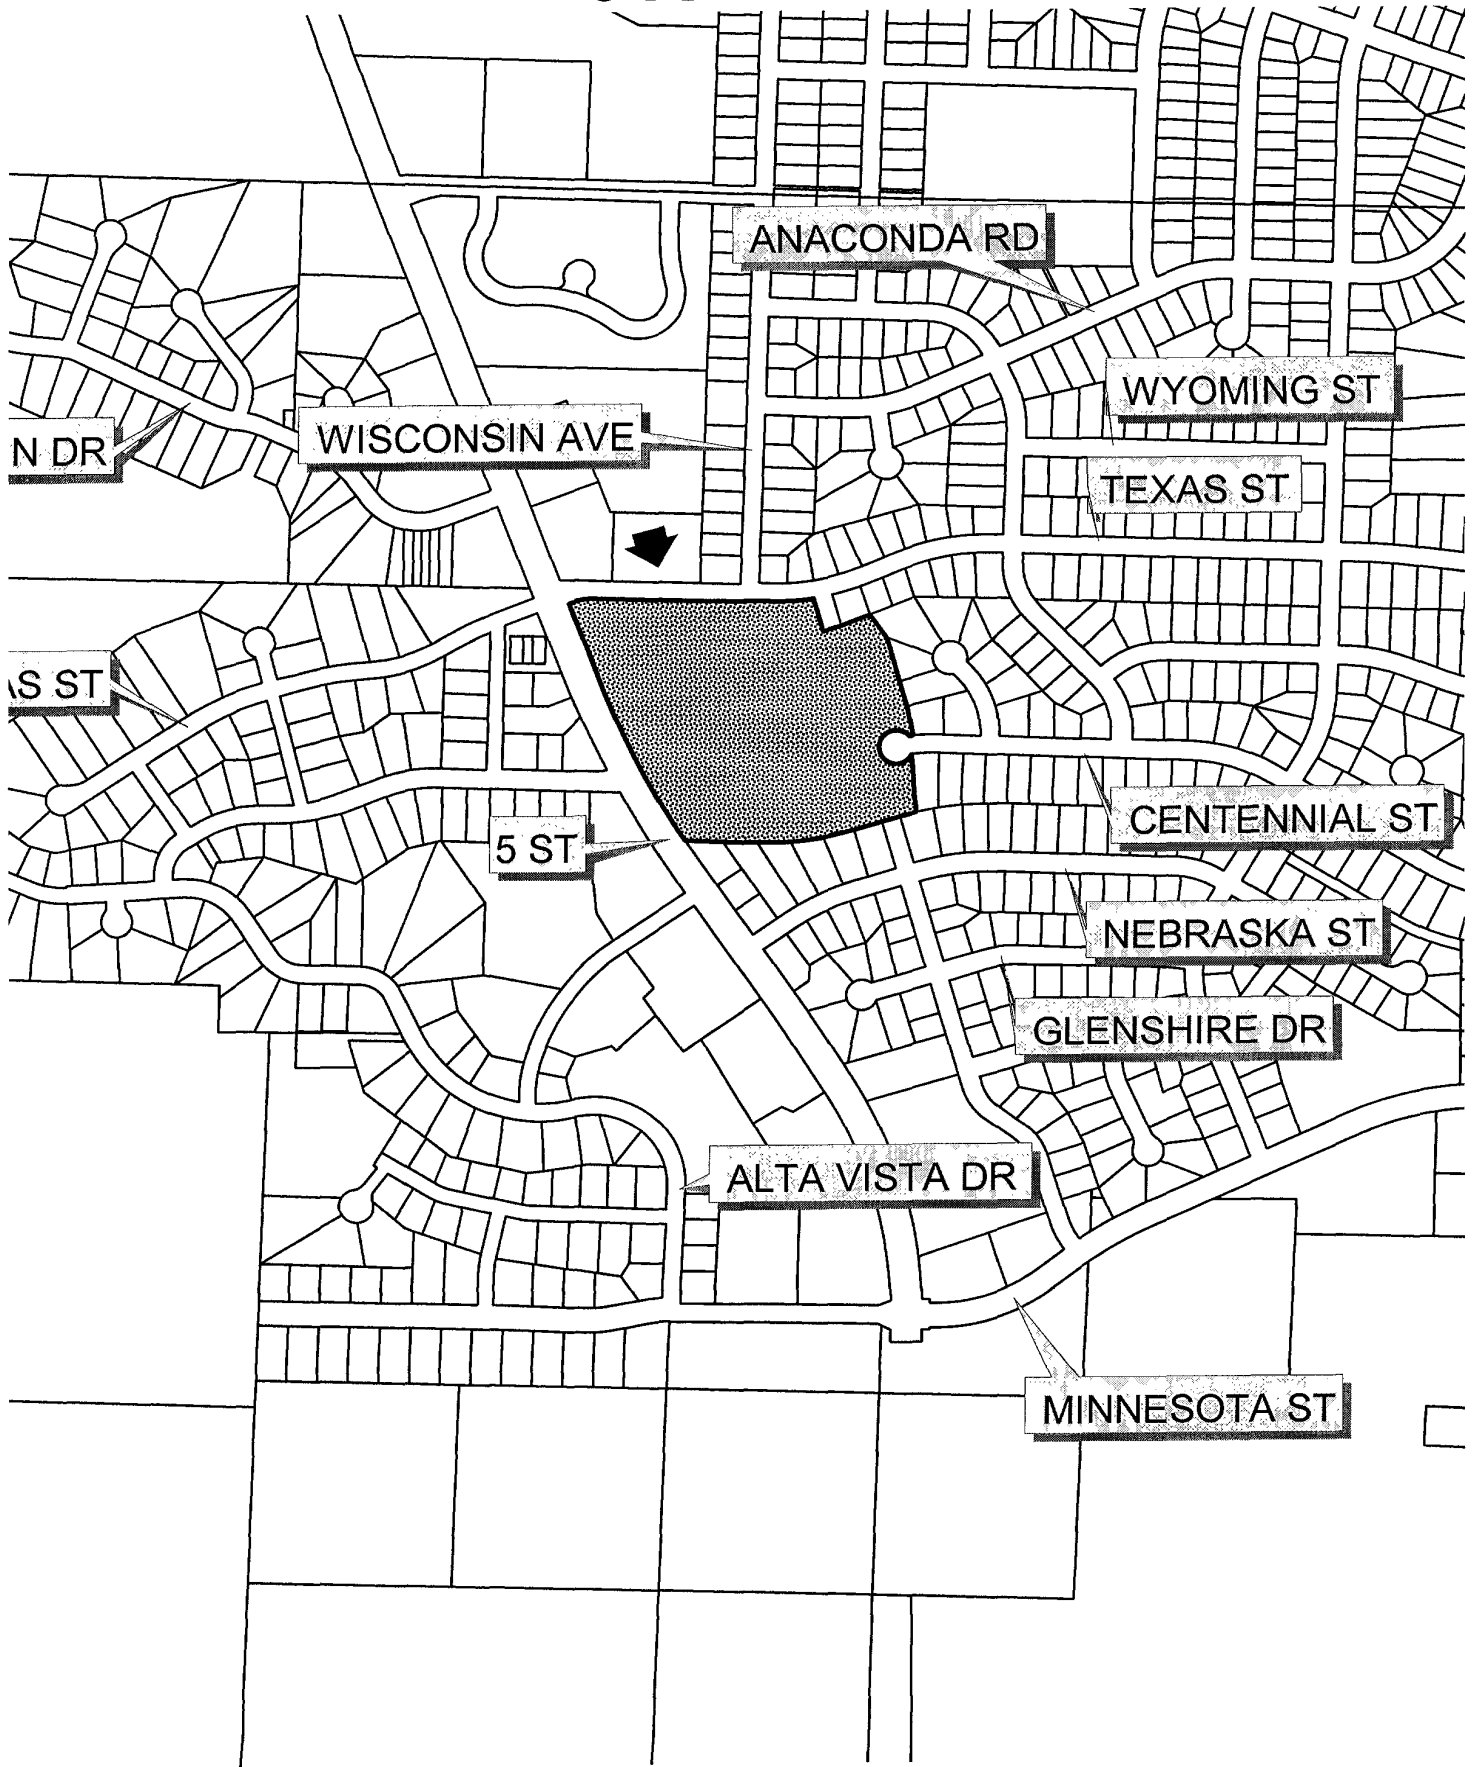 ANACONDA RD
WYOMING ST
WISCONSIN AVE
N DR
TEXAS ST
AS ST
CENTENNIAL ST
5 ST
NEBRASKA ST
GLENSHIRE DR
ALTA VISTA DR
MINNESOTA ST